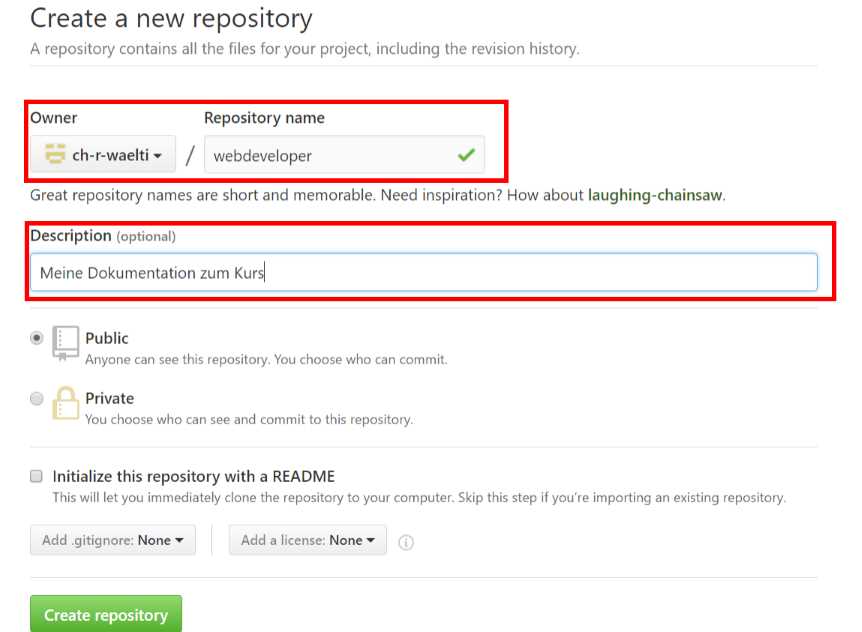 Create a new repository
A repository contains all the files for your project, including the revision history.
Owner Repository name
ch-r-waelti / webdeveloper
Great repository names are short and memorable. Need inspiration? How about laughing-chainsaw.
Description (optional)
Meine Dokumentation zum Kurs
Public
Anyone can see this repository. You choose who can commit.
Private
You choose who can see and commit to this repository.
Initialize this repository with a README
This will let you immediately clone the repository to your computer. Skip this step if you’re importing an existing repository.
Add .gitignore: None Add a license: None
Create repository